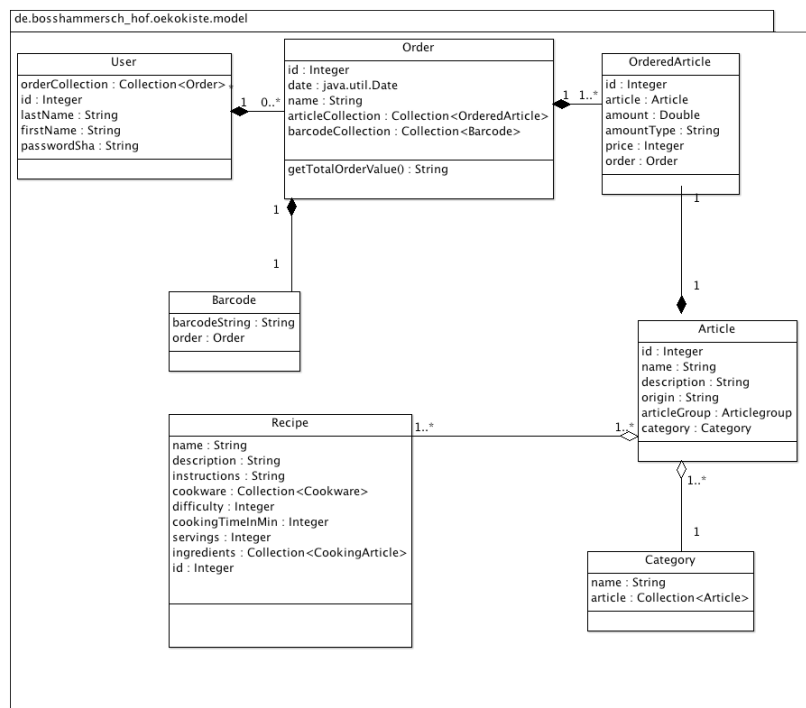 de.bosshammersch_hof.oekokiste.model
User
orderCollection : Collection<Order>
id : Integer
lastName : String
firstName : String
passwordSha : String
1
0..*
Order
id : Integer
date : java.util.Date
name : String
articleCollection : Collection<OrderedArticle>
barcodeCollection : Collection<Barcode>
getTotalOrderValue() : String
1
1..*
OrderedArticle
id : Integer
article : Article
amount : Double
amountType : String
price : Integer
order : Order
1
1
1
1
Barcode
barcodeString : String
order : Order
Article
id : Integer
name : String
description : String
origin : String
articleGroup : Articlegroup
category : Category
Recipe
name : String
description : String
instructions : String
cookware : Collection<Cookware>
difficulty : Integer
cookingTimeInMin : Integer
servings : Integer
ingredients : Collection<CookingArticle>
id : Integer
1..*
1..*
1..*
1
Category
name : String
article : Collection<Article>